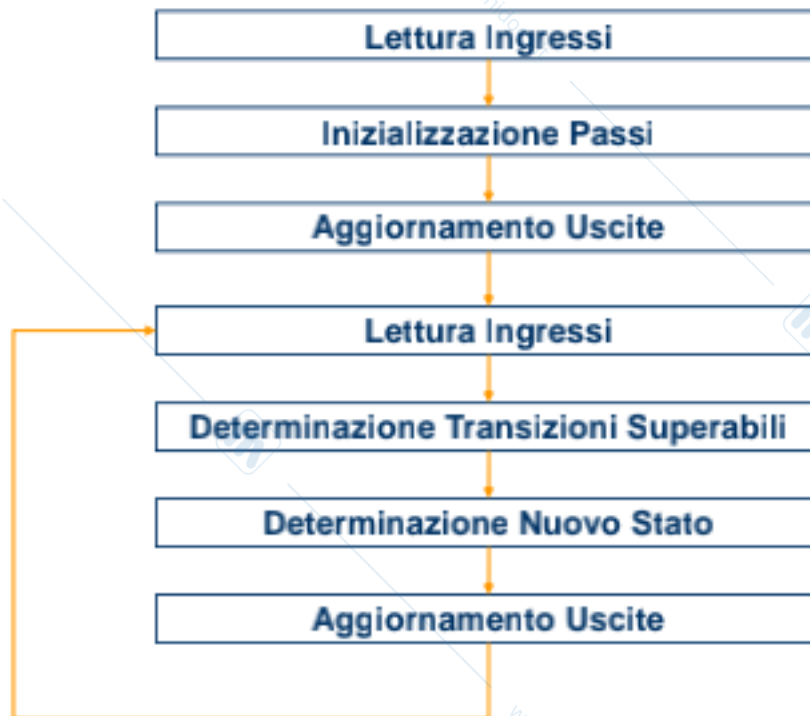 Lettura Ingressi
Inizializzazione Passi
Aggiornamento Uscite
Lettura Ingressi
Determinazione Transizioni Superabili
Determinazione Nuovo Stato
Aggiornamento Uscite